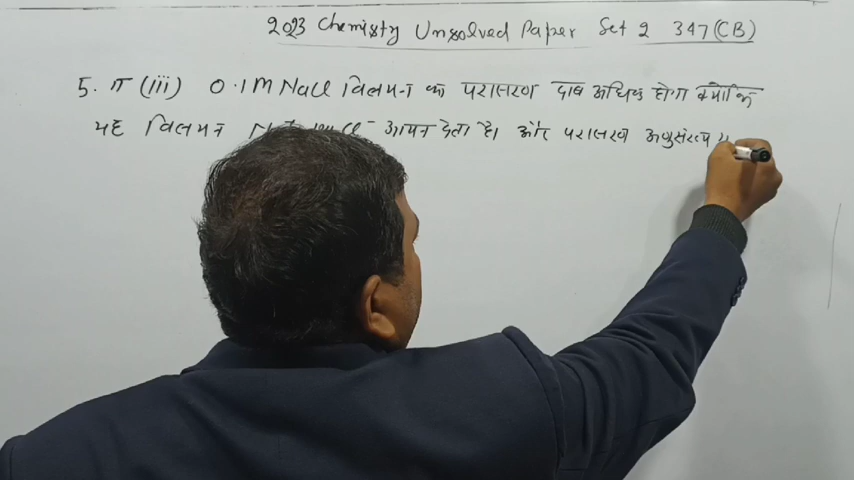 2023 Chemistry Unsolved Paper Set 2 347(CB)
5. ग (iii) 0.1M NaCl विलयन का परासरण दाब अधिक होगा क्योकि
यह विलयन आयन देता है। और परासरण अणुसंख्य